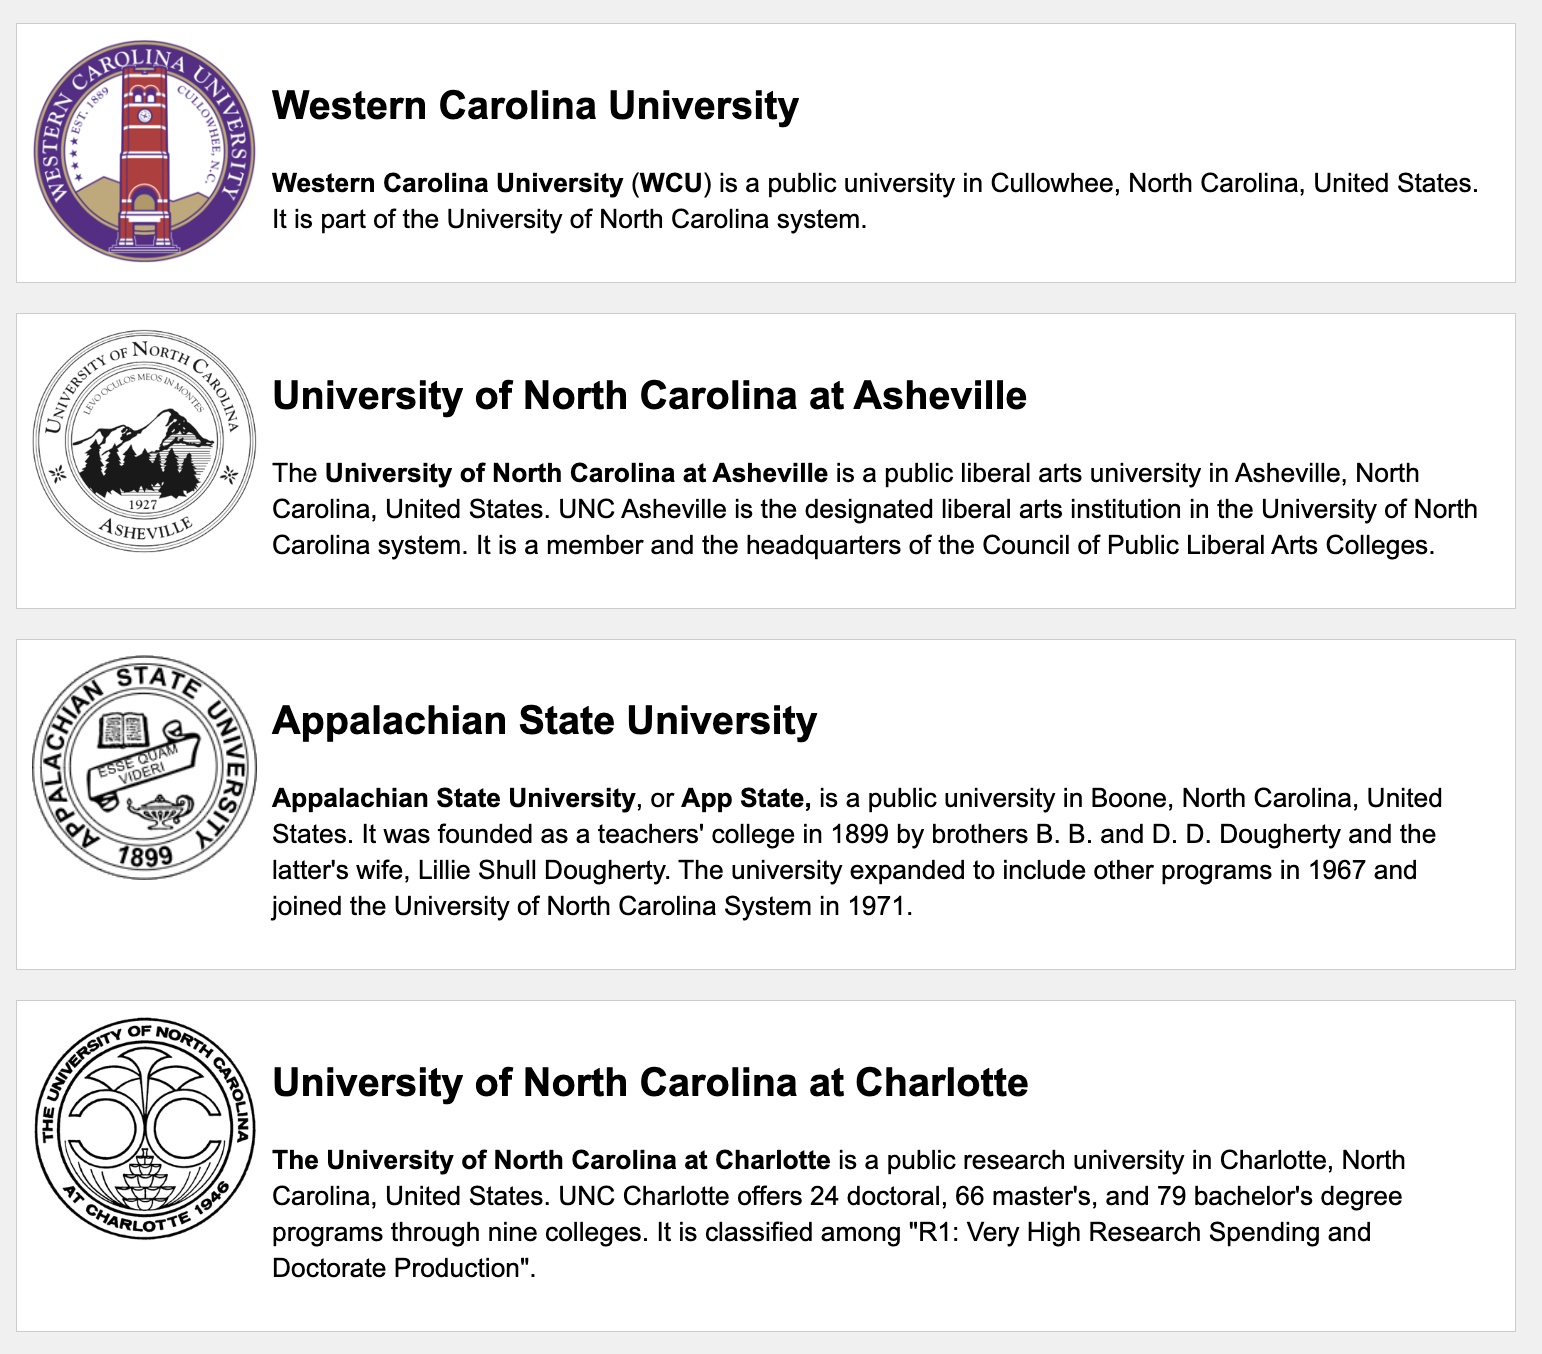 WESTERN CAROLINA UNIVERSITY
EST. 1889
CULLOWHEE, N.C.
Western Carolina University
Western Carolina University (WCU) is a public university in Cullowhee, North Carolina, United States.
It is part of the University of North Carolina system.
UNIVERSITY OF NORTH CAROLINA
LEVO OCULOS MEOS IN MONTES
1927
ASHEVILLE
University of North Carolina at Asheville
The University of North Carolina at Asheville is a public liberal arts university in Asheville, North
Carolina, United States. UNC Asheville is the designated liberal arts institution in the University of North
Carolina system. It is a member and the headquarters of the Council of Public Liberal Arts Colleges.
APPALACHIAN STATE UNIVERSITY
ESSE QUAM
VIDERI
1899
Appalachian State University
Appalachian State University, or App State, is a public university in Boone, North Carolina, United
States. It was founded as a teachers' college in 1899 by brothers B. B. and D. D. Dougherty and the
latter's wife, Lillie Shull Dougherty. The university expanded to include other programs in 1967 and
joined the University of North Carolina System in 1971.
THE UNIVERSITY OF NORTH CAROLINA
AT CHARLOTTE 1946
University of North Carolina at Charlotte
The University of North Carolina at Charlotte is a public research university in Charlotte, North
Carolina, United States. UNC Charlotte offers 24 doctoral, 66 master's, and 79 bachelor's degree
programs through nine colleges. It is classified among "R1: Very High Research Spending and
Doctorate Production".